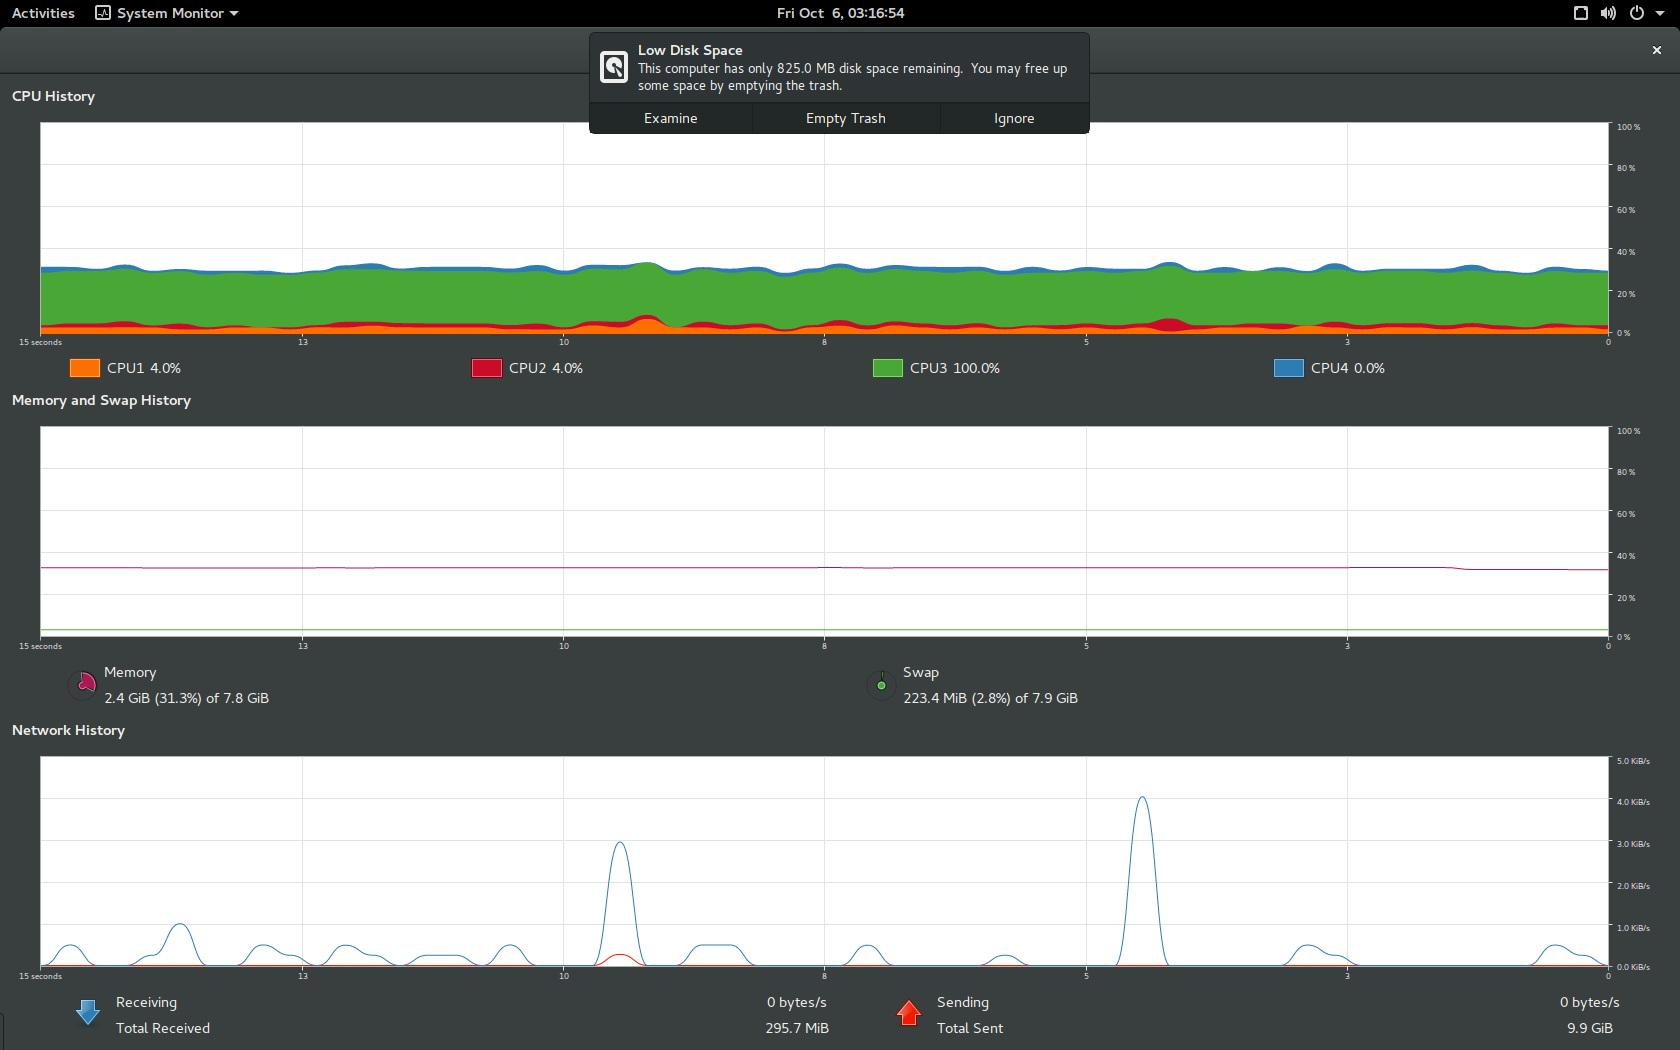 Activities System Monitor Fri Oct 6, 03:16:54
Low Disk Space
This computer has only 825.0 MB disk space remaining. You may free up
some space by emptying the trash.
Examine Empty Trash Ignore
CPU History
100 %
80 %
60 %
40 %
20 %
0 %
15 seconds 13 10 8 5 3 0
CPU1 4.0% CPU2 4.0% CPU3 100.0% CPU4 0.0%
Memory and Swap History
100 %
80 %
60 %
40 %
20 %
0 %
15 seconds 13 10 8 5 3 0
Memory
2.4 GiB (31.3%) of 7.8 GiB
Swap
223.4 MiB (2.8%) of 7.9 GiB
Network History
5.0 KiB/s
4.0 KiB/s
3.0 KiB/s
2.0 KiB/s
1.0 KiB/s
0.0 KiB/s
15 seconds 13 10 8 5 3 0
Receiving 0 bytes/s
Total Received 295.7 MiB
Sending 0 bytes/s
Total Sent 9.9 GiB